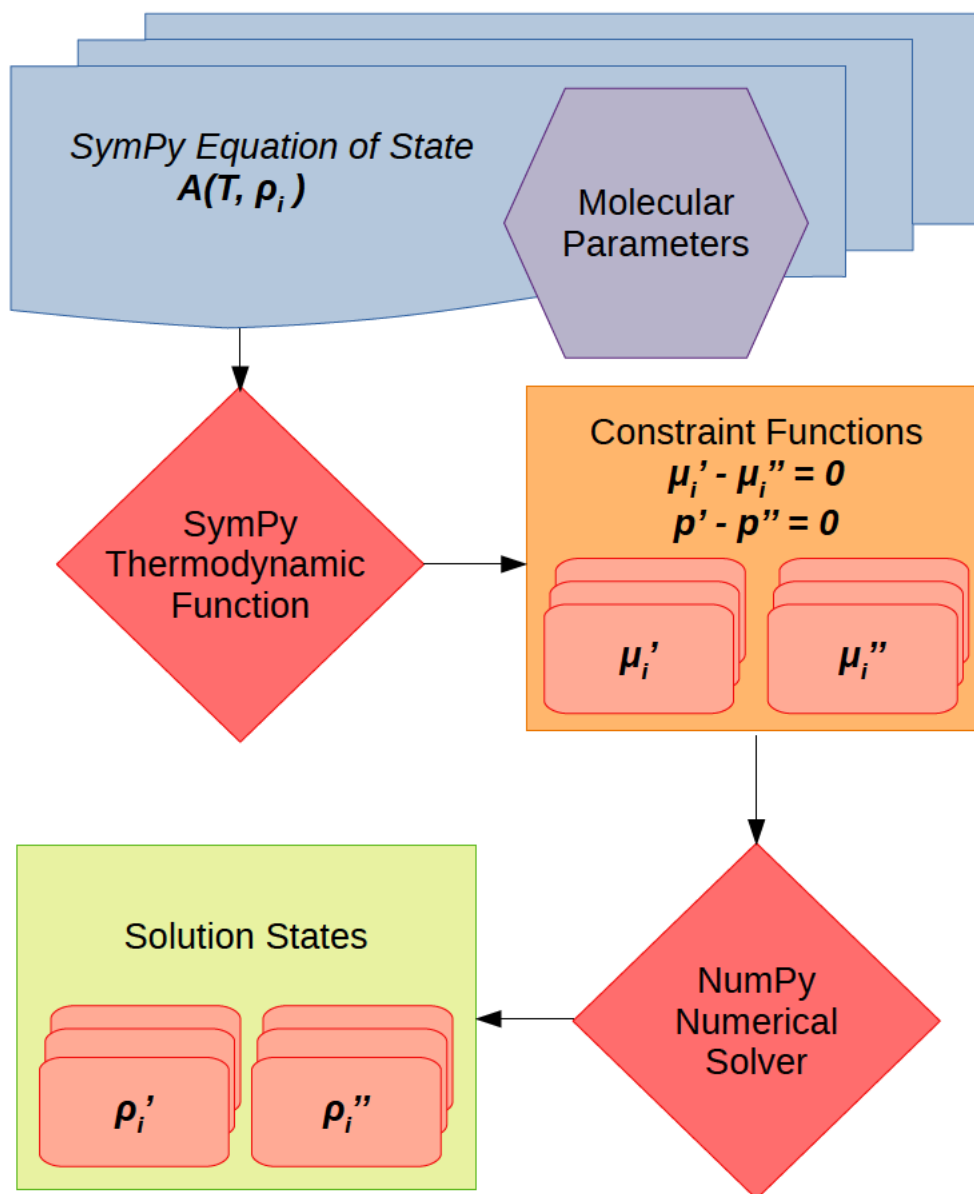 SymPy Equation of State
A(T, ρi )
Molecular
Parameters
SymPy
Thermodynamic
Function
Constraint Functions
μi’ - μi’’ = 0
p’ - p’’ = 0
μi’
μi’’
NumPy
Numerical
Solver
Solution States
ρi’
ρi’’